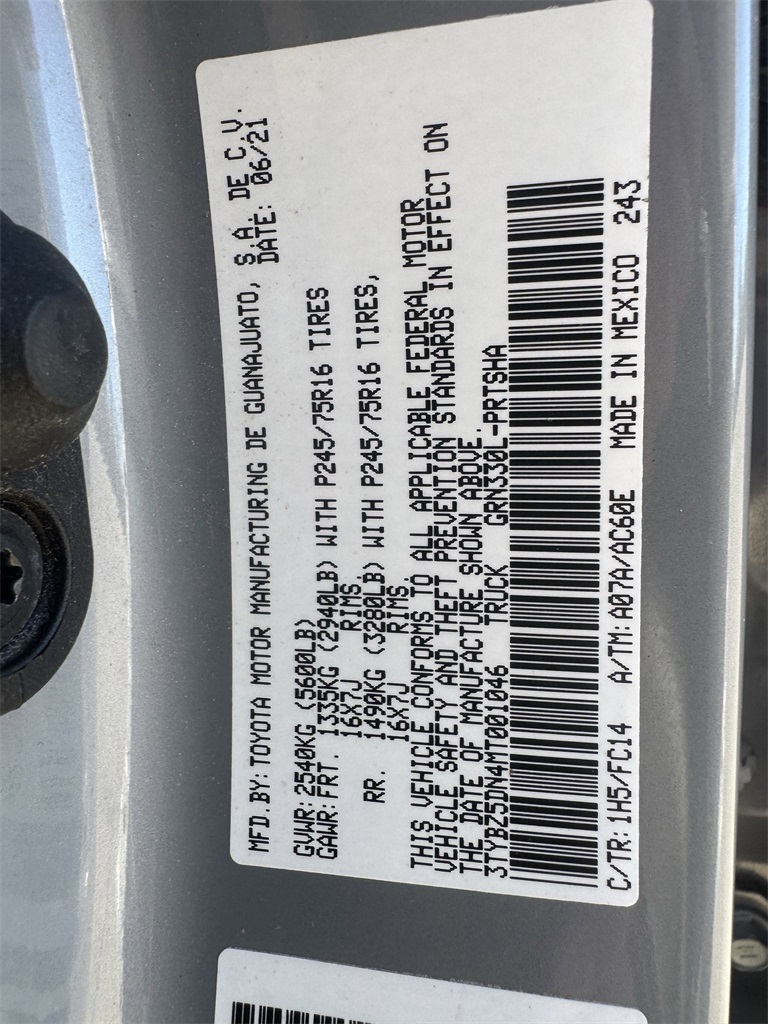 MFD. BY: TOYOTA MOTOR MANUFACTURING DE GUANAJUATO, S.A. DE C.V.
DATE: 06/21
GVWR: 2540KG (5600LB)
GAWR: FRT. 1335KG (2940LB) WITH P245/75R16 TIRES
16X7J RIMS.
RR. 1490KG (3280LB) WITH P245/75R16 TIRES,
16X7J RIMS.
THIS VEHICLE CONFORMS TO ALL APPLICABLE FEDERAL MOTOR
VEHICLE SAFETY AND THEFT PREVENTION STANDARDS IN EFFECT ON
THE DATE OF MANUFACTURE SHOWN ABOVE.
3TYBZ5DN4MT001046 TRUCK GRN330L-PRTSHA
C/TR: 1H5/FC14 A/TM: A07A/AC60E MADE IN MEXICO 243